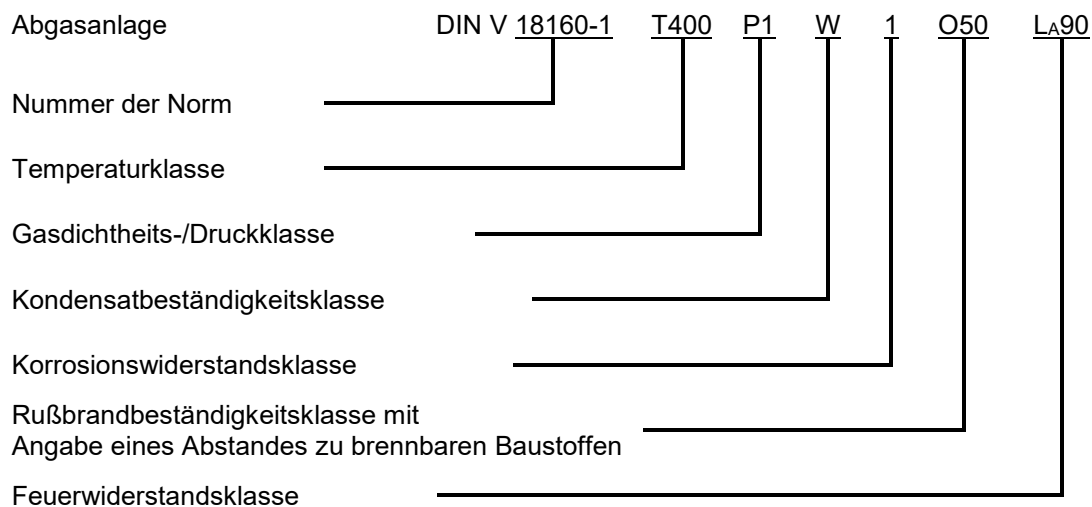 Abgasanlage DIN V 18160-1 T400 P1 W 1 O50 LA90
Nummer der Norm
Temperaturklasse
Gasdichtheits-/Druckklasse
Kondensatbeständigkeitsklasse
Korrosionswiderstandsklasse
Rußbrandbeständigkeitsklasse mit
Angabe eines Abstandes zu brennbaren Baustoffen
Feuerwiderstandsklasse